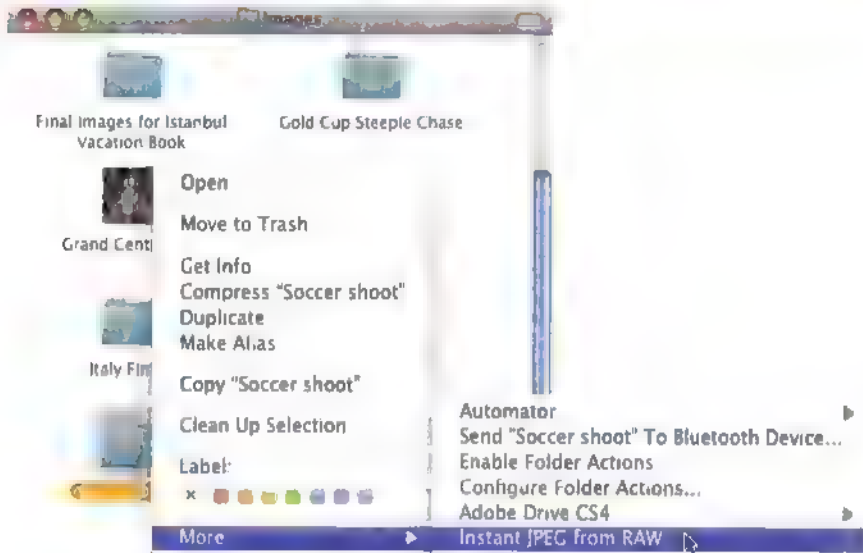 Images
Final Images for Istanbul
Vacation Book
Gold Cup Steeple Chase
Grand Cent
Italy Fin
Open
Move to Trash
Get Info
Compress "Soccer shoot"
Duplicate
Make Alias
Copy "Soccer shoot"
Clean Up Selection
Label:
×
More
Automator
Send "Soccer shoot" To Bluetooth Device...
Enable Folder Actions
Configure Folder Actions...
Adobe Drive CS4
Instant JPEG from RAW